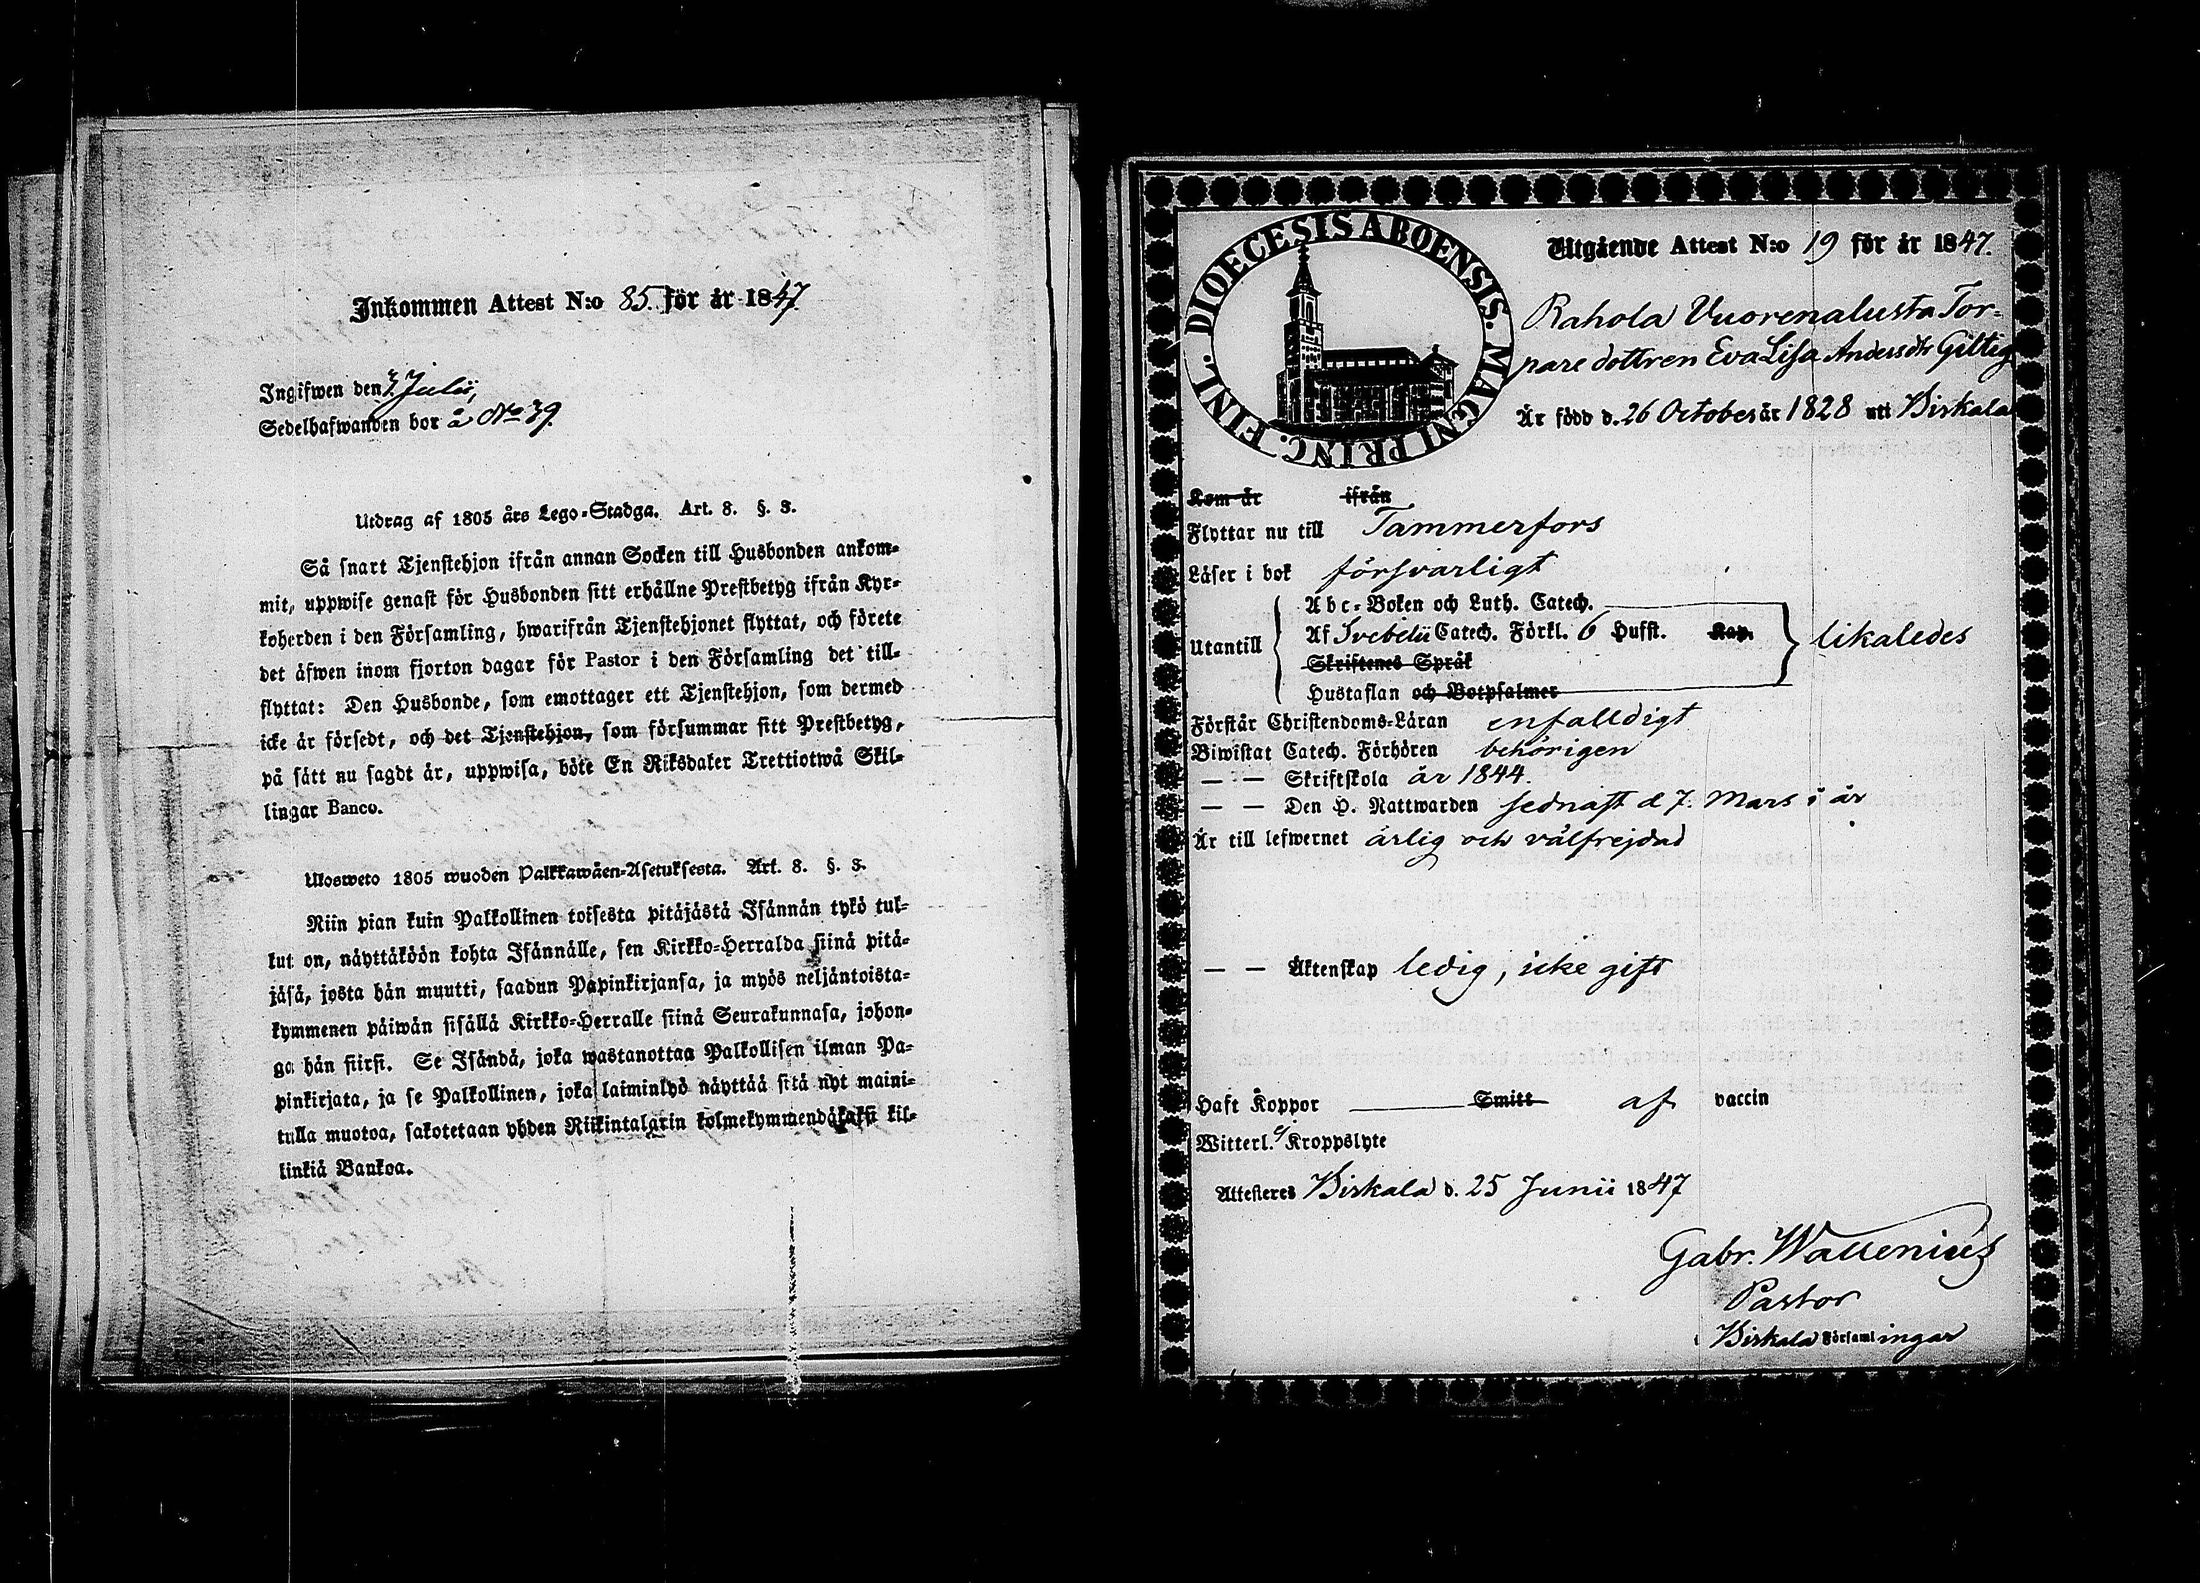 Inkommen Attest N:o 85. för år 1847.
Ingifwen den 3 Julii,
Sedelhafwanden bor å No 39.
Utdrag af 1805 års Lego-Stadga. Art. 8. §. 3.
Så snart Tjenstehjon ifrån annan Socken till Husbonden ankom-
mit, uppwise genast för Husbonden sitt erhållne Prestbetyg ifrån Kyr-
koherden i den Församling, hwarifrån Tjenstehjonet flyttat, och förete
det äfwen inom fjorton dagar för Pastor i den Församling det till-
flyttat: Den Husbonde, som emottager ett Tjenstehjon, som dermed
icke är försedt, och det Tjenstehjon, som försummar sitt Prestbetyg,
på sätt nu sagdt är, uppwisa, böte En Riksdaler Trettiotwå Skil-
lingar Banco.
Ulosweto 1805 wuoden Palkkawäen-Asetuksesta. Art. 8. §. 3.
Niin pian kuin Palkollinen toisesta pitäjästä Isännän tykö tul-
lut on, näyttäköön kohta Isännälle, sen Kirkko-Herralda siinä pitä-
jäsä, josta hän muutti, saadun Papinkirjansa, ja myös neljäntoista-
kymmenen päiwän sisällä Kirkko-Herralle siinä Seurakunnasa, johon-
ga hän siirsi. Se Isändä, joka wastanottaa Palkollisen ilman Pa-
pinkirjata, ja se Palkollinen, joka laiminlyö näyttää sitä nyt maini-
tulla muotoa, sakotetaan yhden Riikintalarin kolmekymmendäkaksi kil-
linkiä Bankoa.
DIOECESIS ABOENSIS. MAGNI PRINC. FINL.
Utgående Attest N:o 19 för år 1847.
Rahola Vuorenalusta Tor-
pare dottren Eva Lisa Andersdtr Giltig
Är född d. 26 October år 1828 uti Birkala
Kom år ifrån
Flyttar nu till Tammerfors
Läser i bok försvarligt
Utantill
Abc-Boken och Luth. Catech.
Af Svebelii Catech. Förkl. 6 Hufst. Kap.
likaledes
Skriftenes Språk
Hustaflan och Botpsalmer
Förstår Christendoms-Läran enfalldigt
Biwistat Catech. Förhören behörigen
— — Skriftskola år 1844.
— — Den H. Nattwarden sednast d 7. Mars i år
Är till lefwernet ärlig och välfrejdad
— — Äktenskap ledig, icke gift
Haft Koppor Smitt af vaccin
Witterl. Kroppslyte
Attesteres Birkala d. 25 Junii 1847
Gabr. Wallenius
Pastor
i Birkala Församlingar